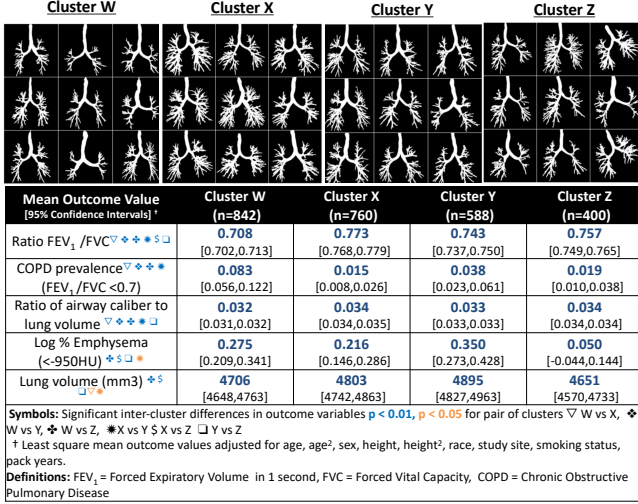 Cluster W Cluster X Cluster Y Cluster Z
Mean Outcome Value Cluster W Cluster X Cluster Y Cluster Z
[95% Confidence Intervals] † (n=842) (n=760) (n=588) (n=400)
Ratio FEV₁ /FVC ▽ ❖ ✤ ✷ $ ❏ 0.708 0.773 0.743 0.757
[0.702,0.713] [0.768,0.779] [0.737,0.750] [0.749,0.765]
COPD prevalence ▽ ❖ ✤ ✷ 0.083 0.015 0.038 0.019
(FEV₁ /FVC <0.7) [0.056,0.122] [0.008,0.026] [0.023,0.061] [0.010,0.038]
Ratio of airway caliber to 0.032 0.034 0.033 0.034
lung volume ▽ ❖ ✤ ✷ ❏ [0.031,0.032] [0.034,0.035] [0.033,0.033] [0.034,0.034]
Log % Emphysema 0.275 0.216 0.350 0.050
(<-950HU) ✤ $ ❏ ✷ [0.209,0.341] [0.146,0.286] [0.273,0.428] [-0.044,0.144]
Lung volume (mm3) ✤ $ 4706 4803 4895 4651
❏ ▽ ✷ [4648,4763] [4742,4863] [4827,4963] [4570,4733]
Symbols: Significant inter-cluster differences in outcome variables p < 0.01, p < 0.05 for pair of clusters ▽ W vs X, ❖
W vs Y, ✤ W vs Z, ✷X vs Y $ X vs Z ❏ Y vs Z
† Least square mean outcome values adjusted for age, age², sex, height, height², race, study site, smoking status,
pack years.
Definitions: FEV₁ = Forced Expiratory Volume in 1 second, FVC = Forced Vital Capacity, COPD = Chronic Obstructive
Pulmonary Disease